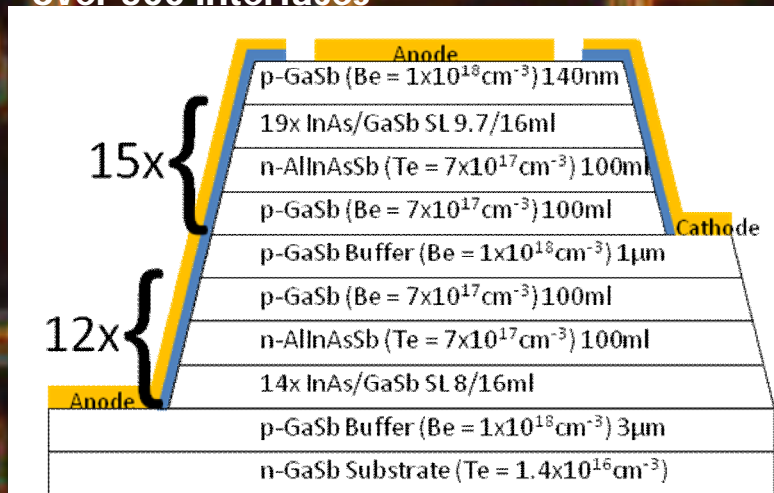 over 800 interfaces
Anode
p-GaSb (Be = 1x10¹⁸cm⁻³) 140nm
19x InAs/GaSb SL 9.7/16ml
15x
n-AlInAsSb (Te = 7x10¹⁷cm⁻³) 100ml
p-GaSb (Be = 7x10¹⁷cm⁻³) 100ml
Cathode
p-GaSb Buffer (Be = 1x10¹⁸cm⁻³) 1µm
p-GaSb (Be = 7x10¹⁷cm⁻³) 100ml
12x
n-AlInAsSb (Te = 7x10¹⁷cm⁻³) 100ml
14x InAs/GaSb SL 8/16ml
Anode
p-GaSb Buffer (Be = 1x10¹⁸cm⁻³) 3µm
n-GaSb Substrate (Te = 1.4x10¹⁶cm⁻³)